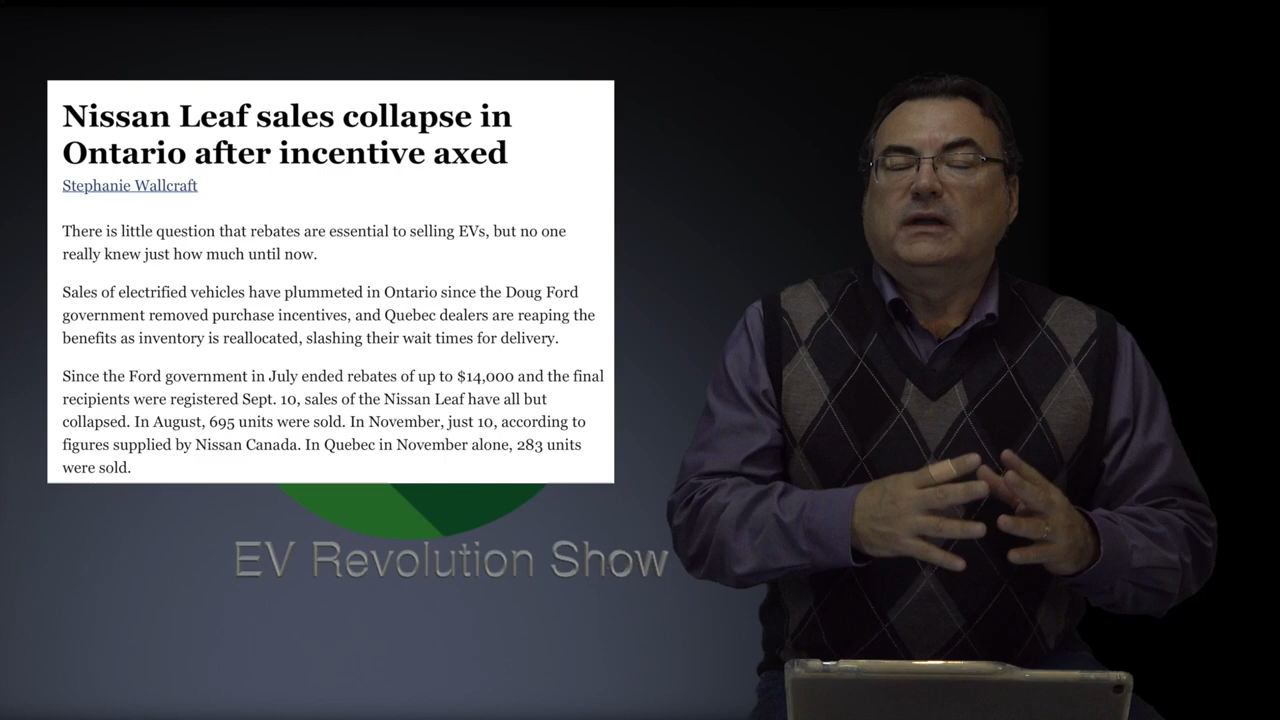 Nissan Leaf sales collapse in
Ontario after incentive axed
Stephanie Wallcraft
There is little question that rebates are essential to selling EVs, but no one
really knew just how much until now.
Sales of electrified vehicles have plummeted in Ontario since the Doug Ford
government removed purchase incentives, and Quebec dealers are reaping the
benefits as inventory is reallocated, slashing their wait times for delivery.
Since the Ford government in July ended rebates of up to $14,000 and the final
recipients were registered Sept. 10, sales of the Nissan Leaf have all but
collapsed. In August, 695 units were sold. In November, just 10, according to
figures supplied by Nissan Canada. In Quebec in November alone, 283 units
were sold.
EV Revolution Show